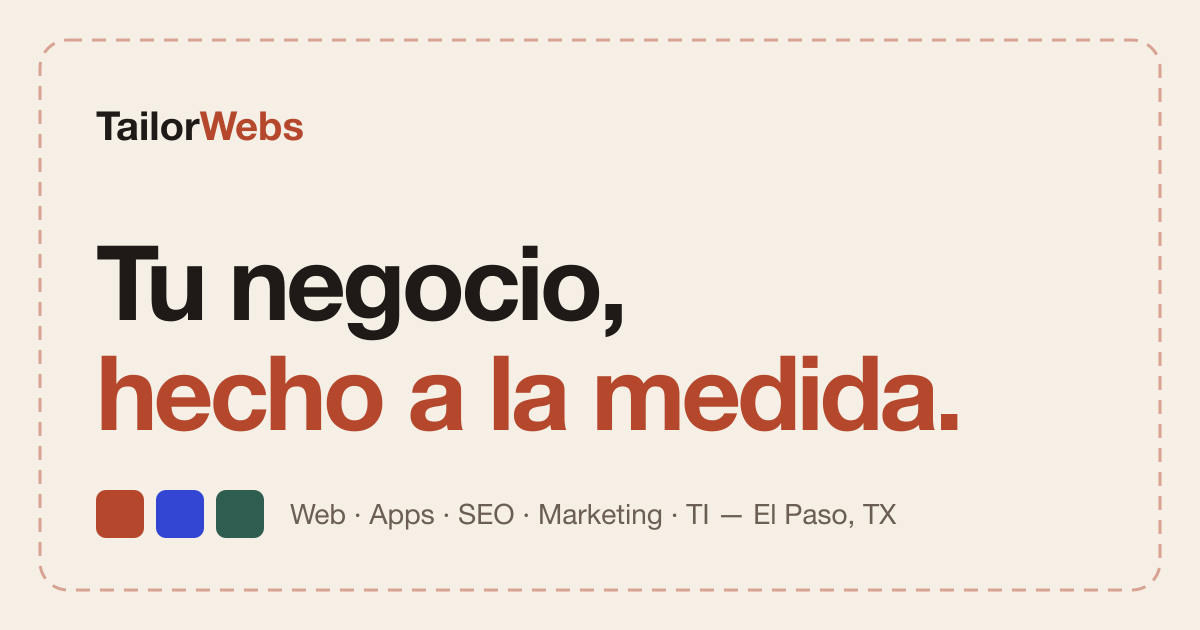 TailorWebs
Tu negocio,
hecho a la medida.
Web · Apps · SEO · Marketing · TI — El Paso, TX